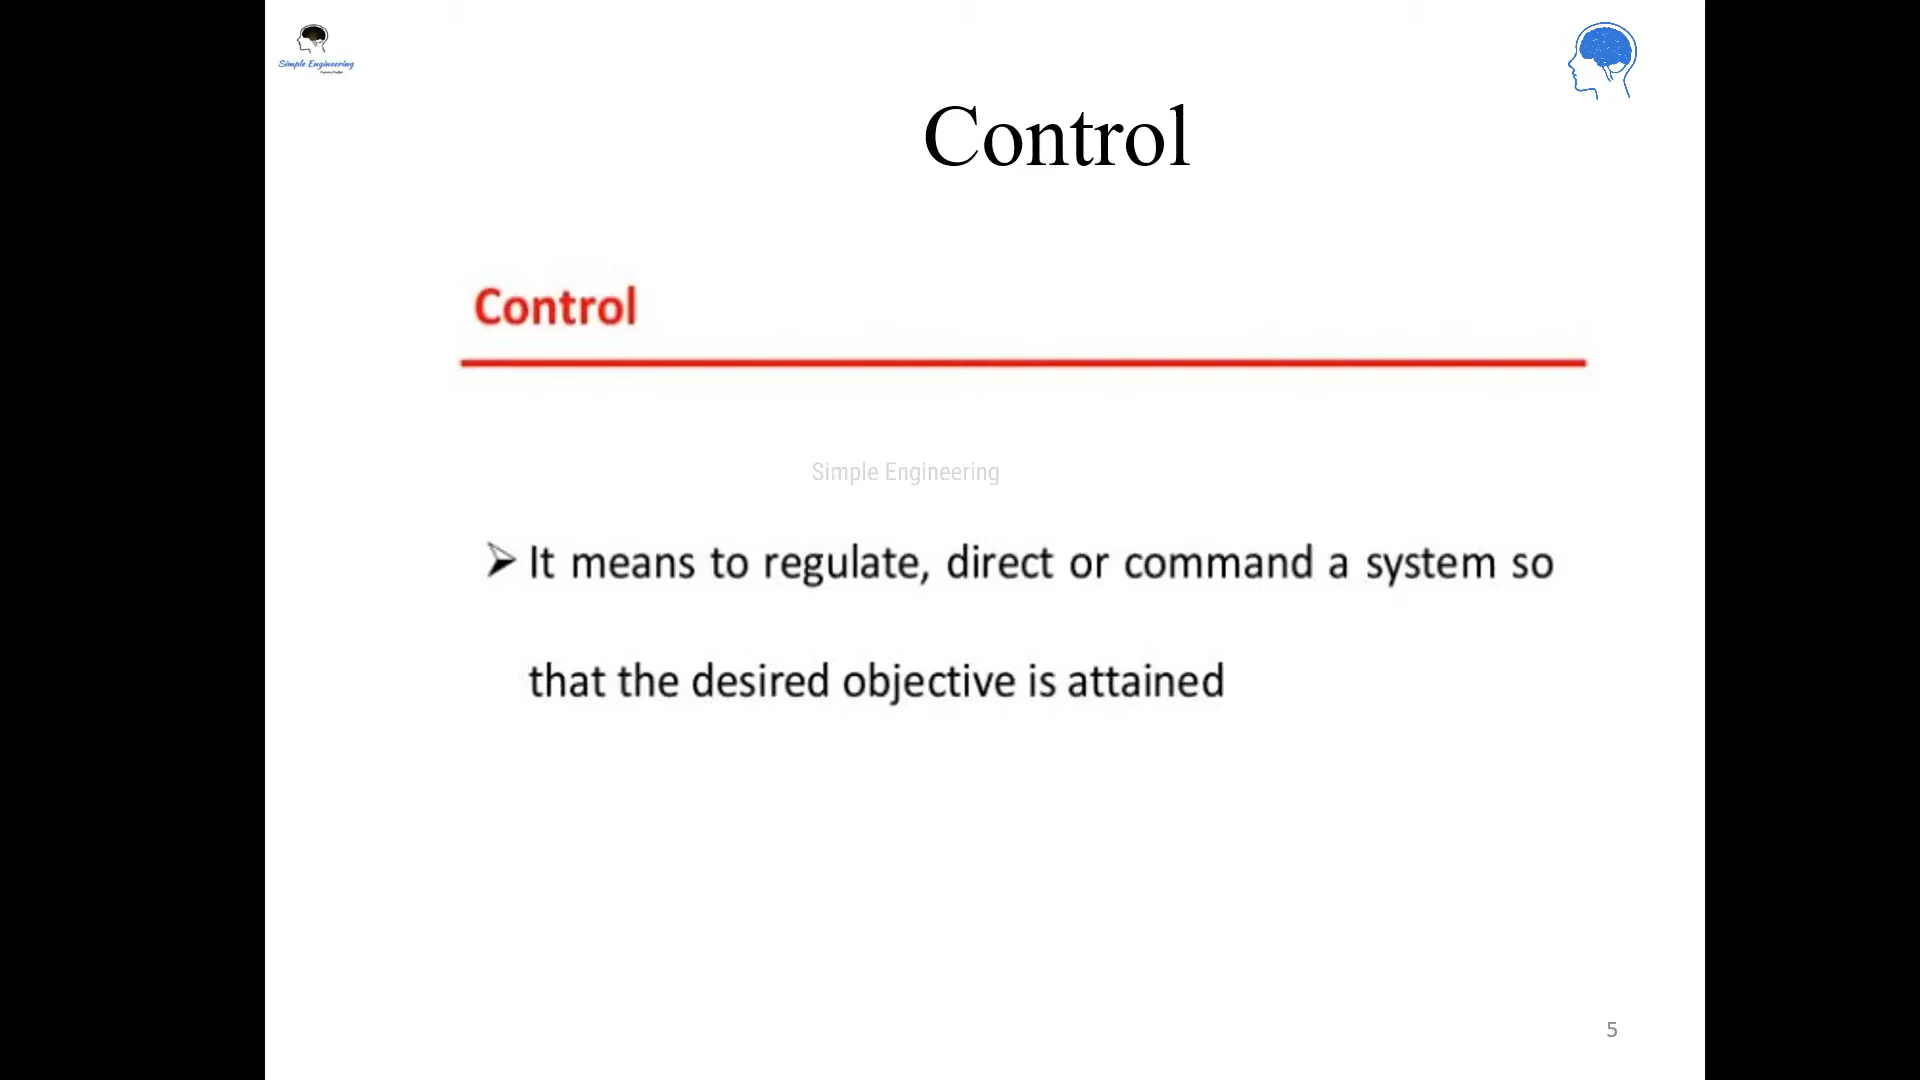 Simple Engineering
Control
Control
Simple Engineering
➢ It means to regulate, direct or command a system so
that the desired objective is attained
5